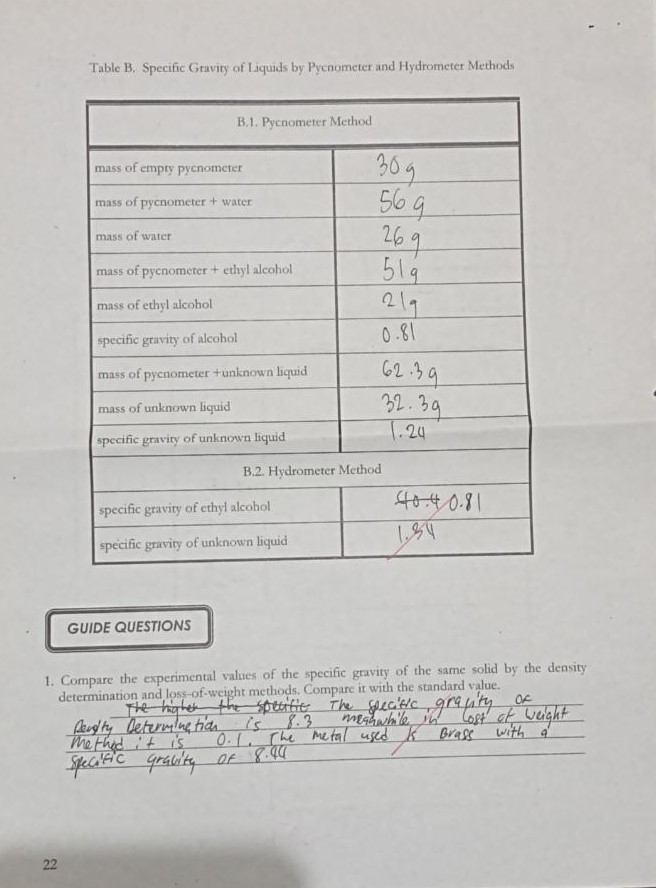 Table B. Specific Gravity of Liquids by Pycnometer and Hydrometer Methods
B.1. Pycnometer Method
mass of empty pycnometer 30 g
mass of pycnometer + water 56 g
mass of water 26 g
mass of pycnometer + ethyl alcohol 51g
mass of ethyl alcohol 21g
specific gravity of alcohol 0.81
mass of pycnometer +unknown liquid 62.3g
mass of unknown liquid 32.3g
specific gravity of unknown liquid 1.24
B.2. Hydrometer Method
specific gravity of ethyl alcohol 40.4 0.81
specific gravity of unknown liquid
GUIDE QUESTIONS
1. Compare the experimental values of the specific gravity of the same solid by the density
determination and loss-of-weight methods. Compare it with the standard value.
The higher the specific The specific gravity of
Density Determination is 8.3 meanwhile in Lost of weight
Method it is 0.1. The metal used is Brass with a
specific gravity of 8.44
22